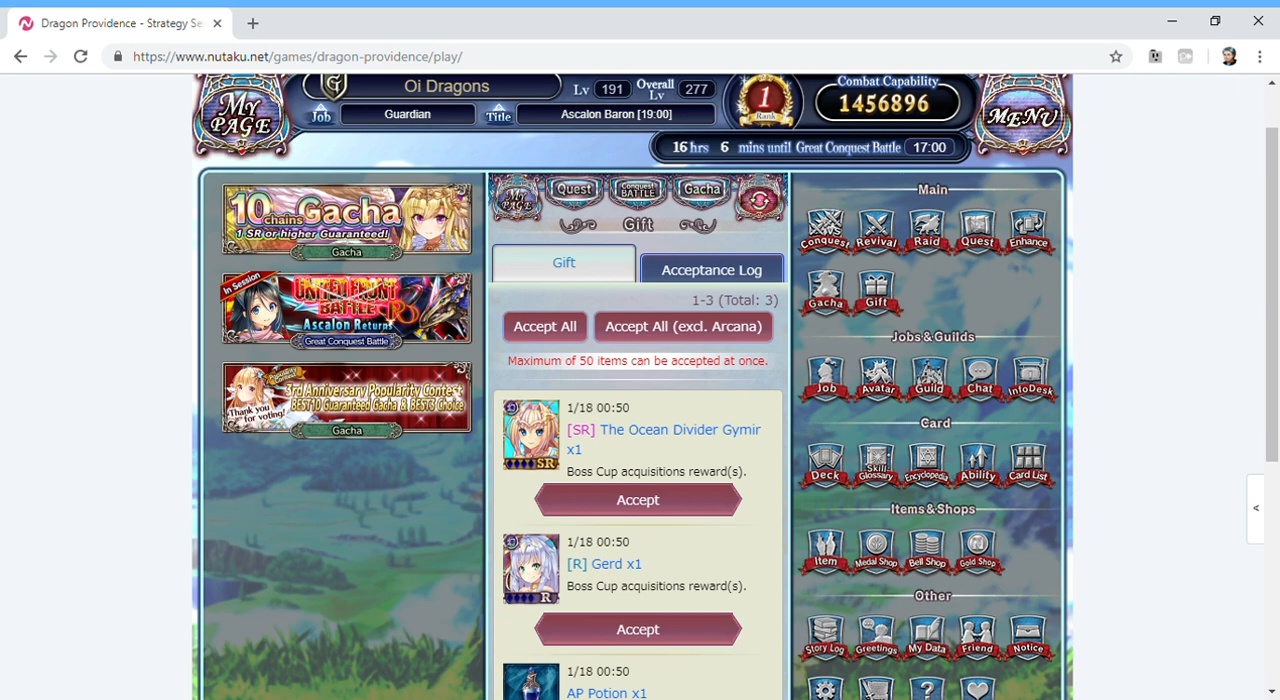 Dragon Providence - Strategy Se
https://www.nutaku.net/games/dragon-providence/play/
MY PAGE
G
Oi Dragons
Lv 191 Overall Lv 277
Job Guardian Title Ascalon Baron [19:00]
1
Rank
Combat Capability
1456896
MENU
16 hrs 6 mins until Great Conquest Battle 17:00
10 chains Gacha
1 SR or higher Guaranteed!
Gacha
In Session
UNITED FRONT BATTLE
Ascalon Returns
Great Conquest Battle
Popularity Contest
3rd Anniversary Popularity Contest
BEST10 Guaranteed Gacha & BEST3 Choice
Thank you for voting!
Gacha
MY PAGE
Quest
Conquest BATTLE
Gacha
Gift
Gift
Acceptance Log
1-3 (Total: 3)
Accept All
Accept All (excl. Arcana)
Maximum of 50 items can be accepted at once.
1/18 00:50
[SR] The Ocean Divider Gymir
x1
Boss Cup acquisitions reward(s).
SR
Accept
1/18 00:50
[R] Gerd x1
Boss Cup acquisitions reward(s).
R
Accept
1/18 00:50
AP Potion x1
Main
Conquest Revival Raid Quest Enhance
Gacha Gift
Jobs&Guilds
Job Avatar Guild Chat InfoDesk
Card
Deck Skill Glossary Encyclopedia Ability Card List
Items&Shops
Item Medal Shop Bell Shop Gold Shop
Other
Story Log Greetings My Data Friend Notice